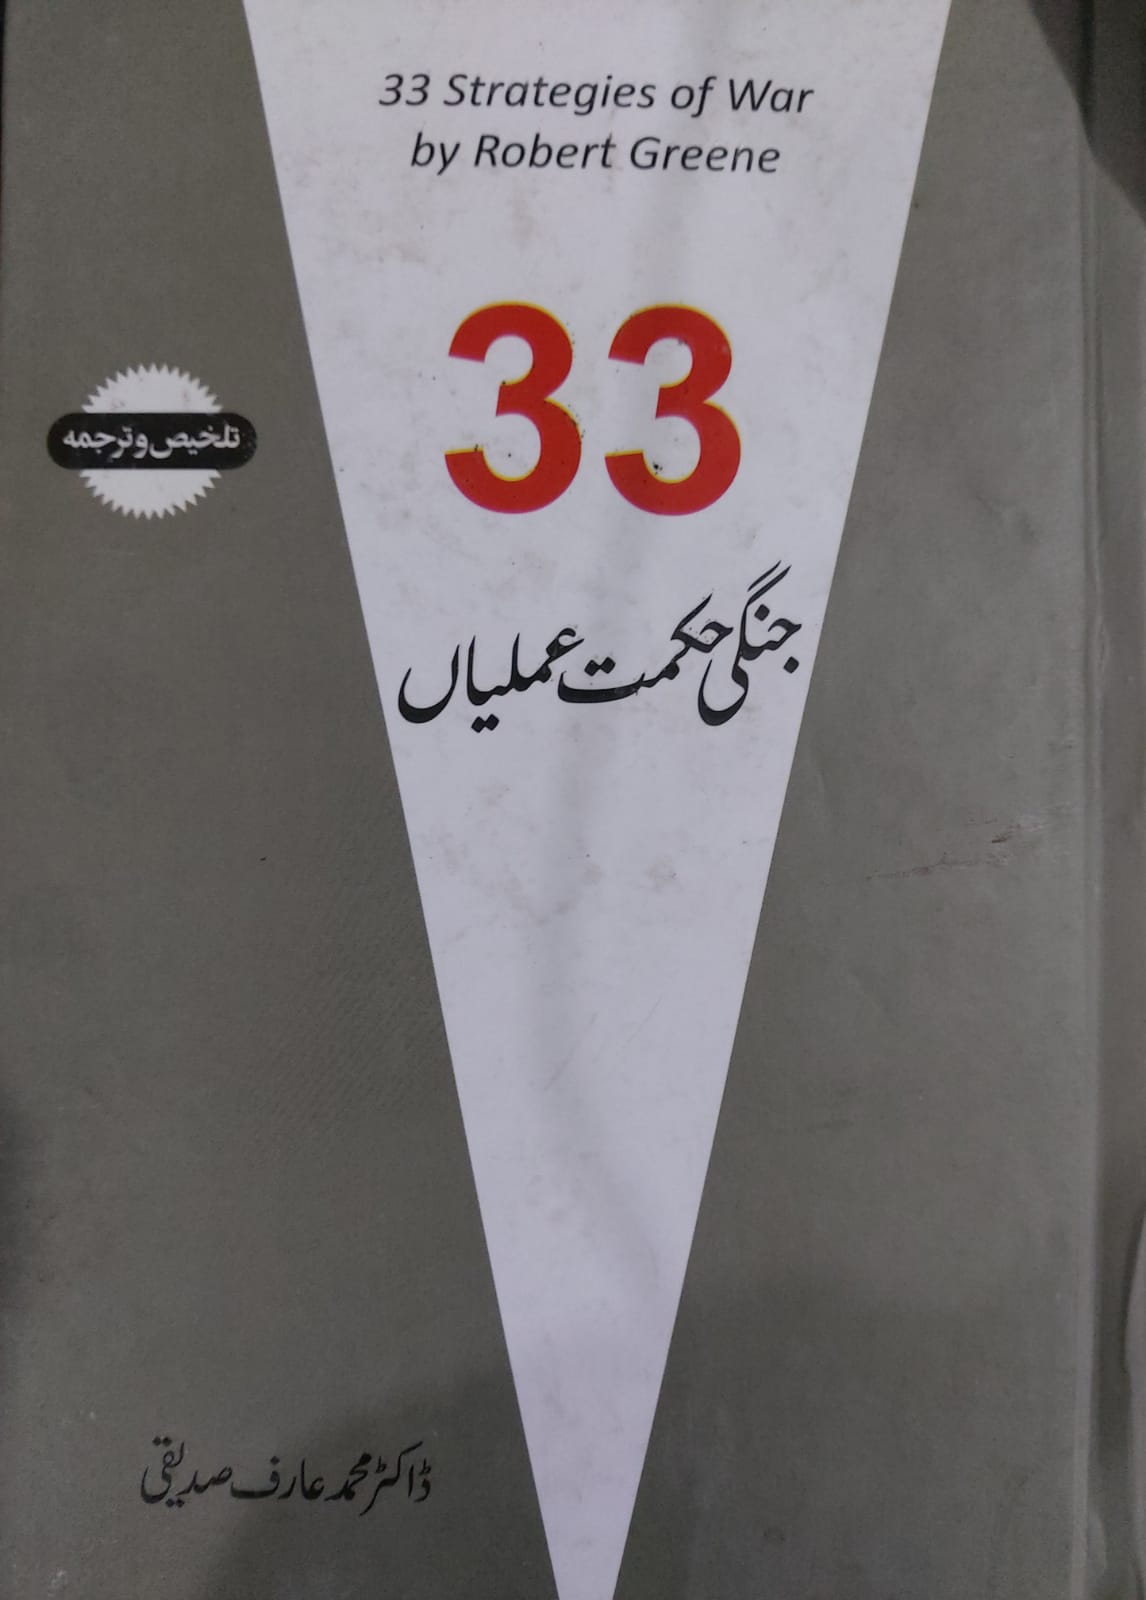 33 Strategies of War
by Robert Greene
33
تلخیص و ترجمہ
جنگی حکمت عملیاں
ڈاکٹر محمد عارف صدیقی